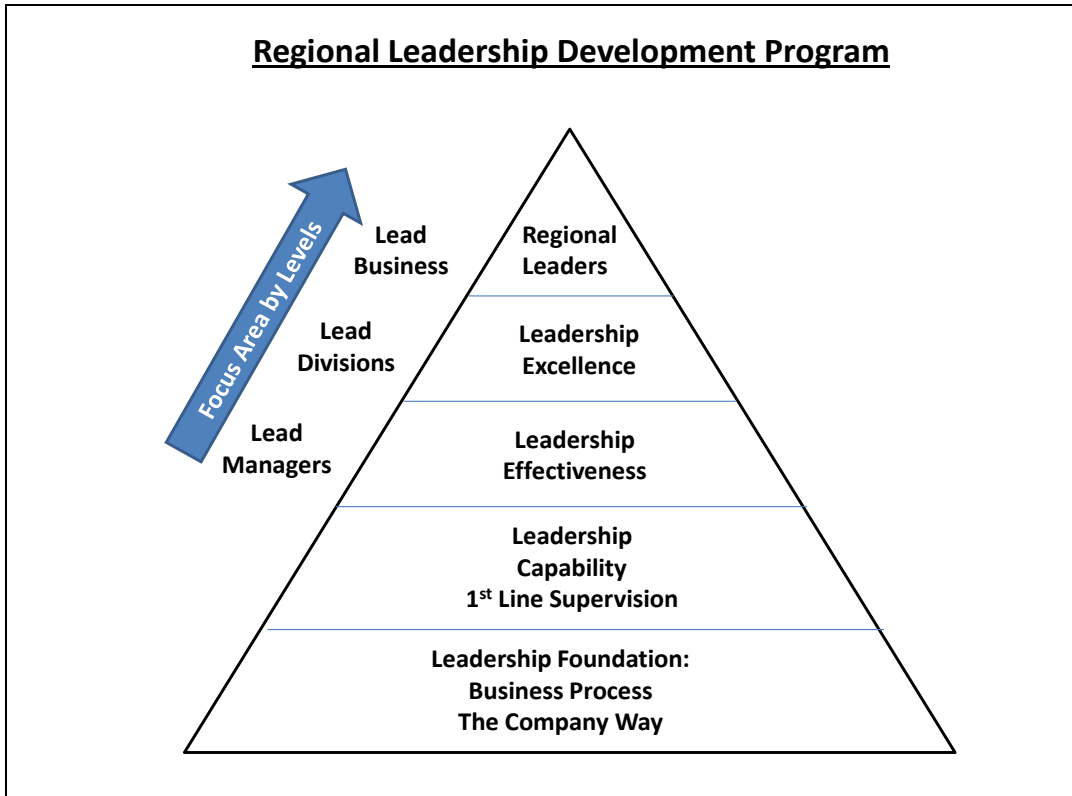 Regional Leadership Development Program
Focus Area by Levels
Lead
Business
Regional
Leaders
Lead
Divisions
Leadership
Excellence
Lead
Managers
Leadership
Effectiveness
Leadership
Capability
1st Line Supervision
Leadership Foundation:
Business Process
The Company Way